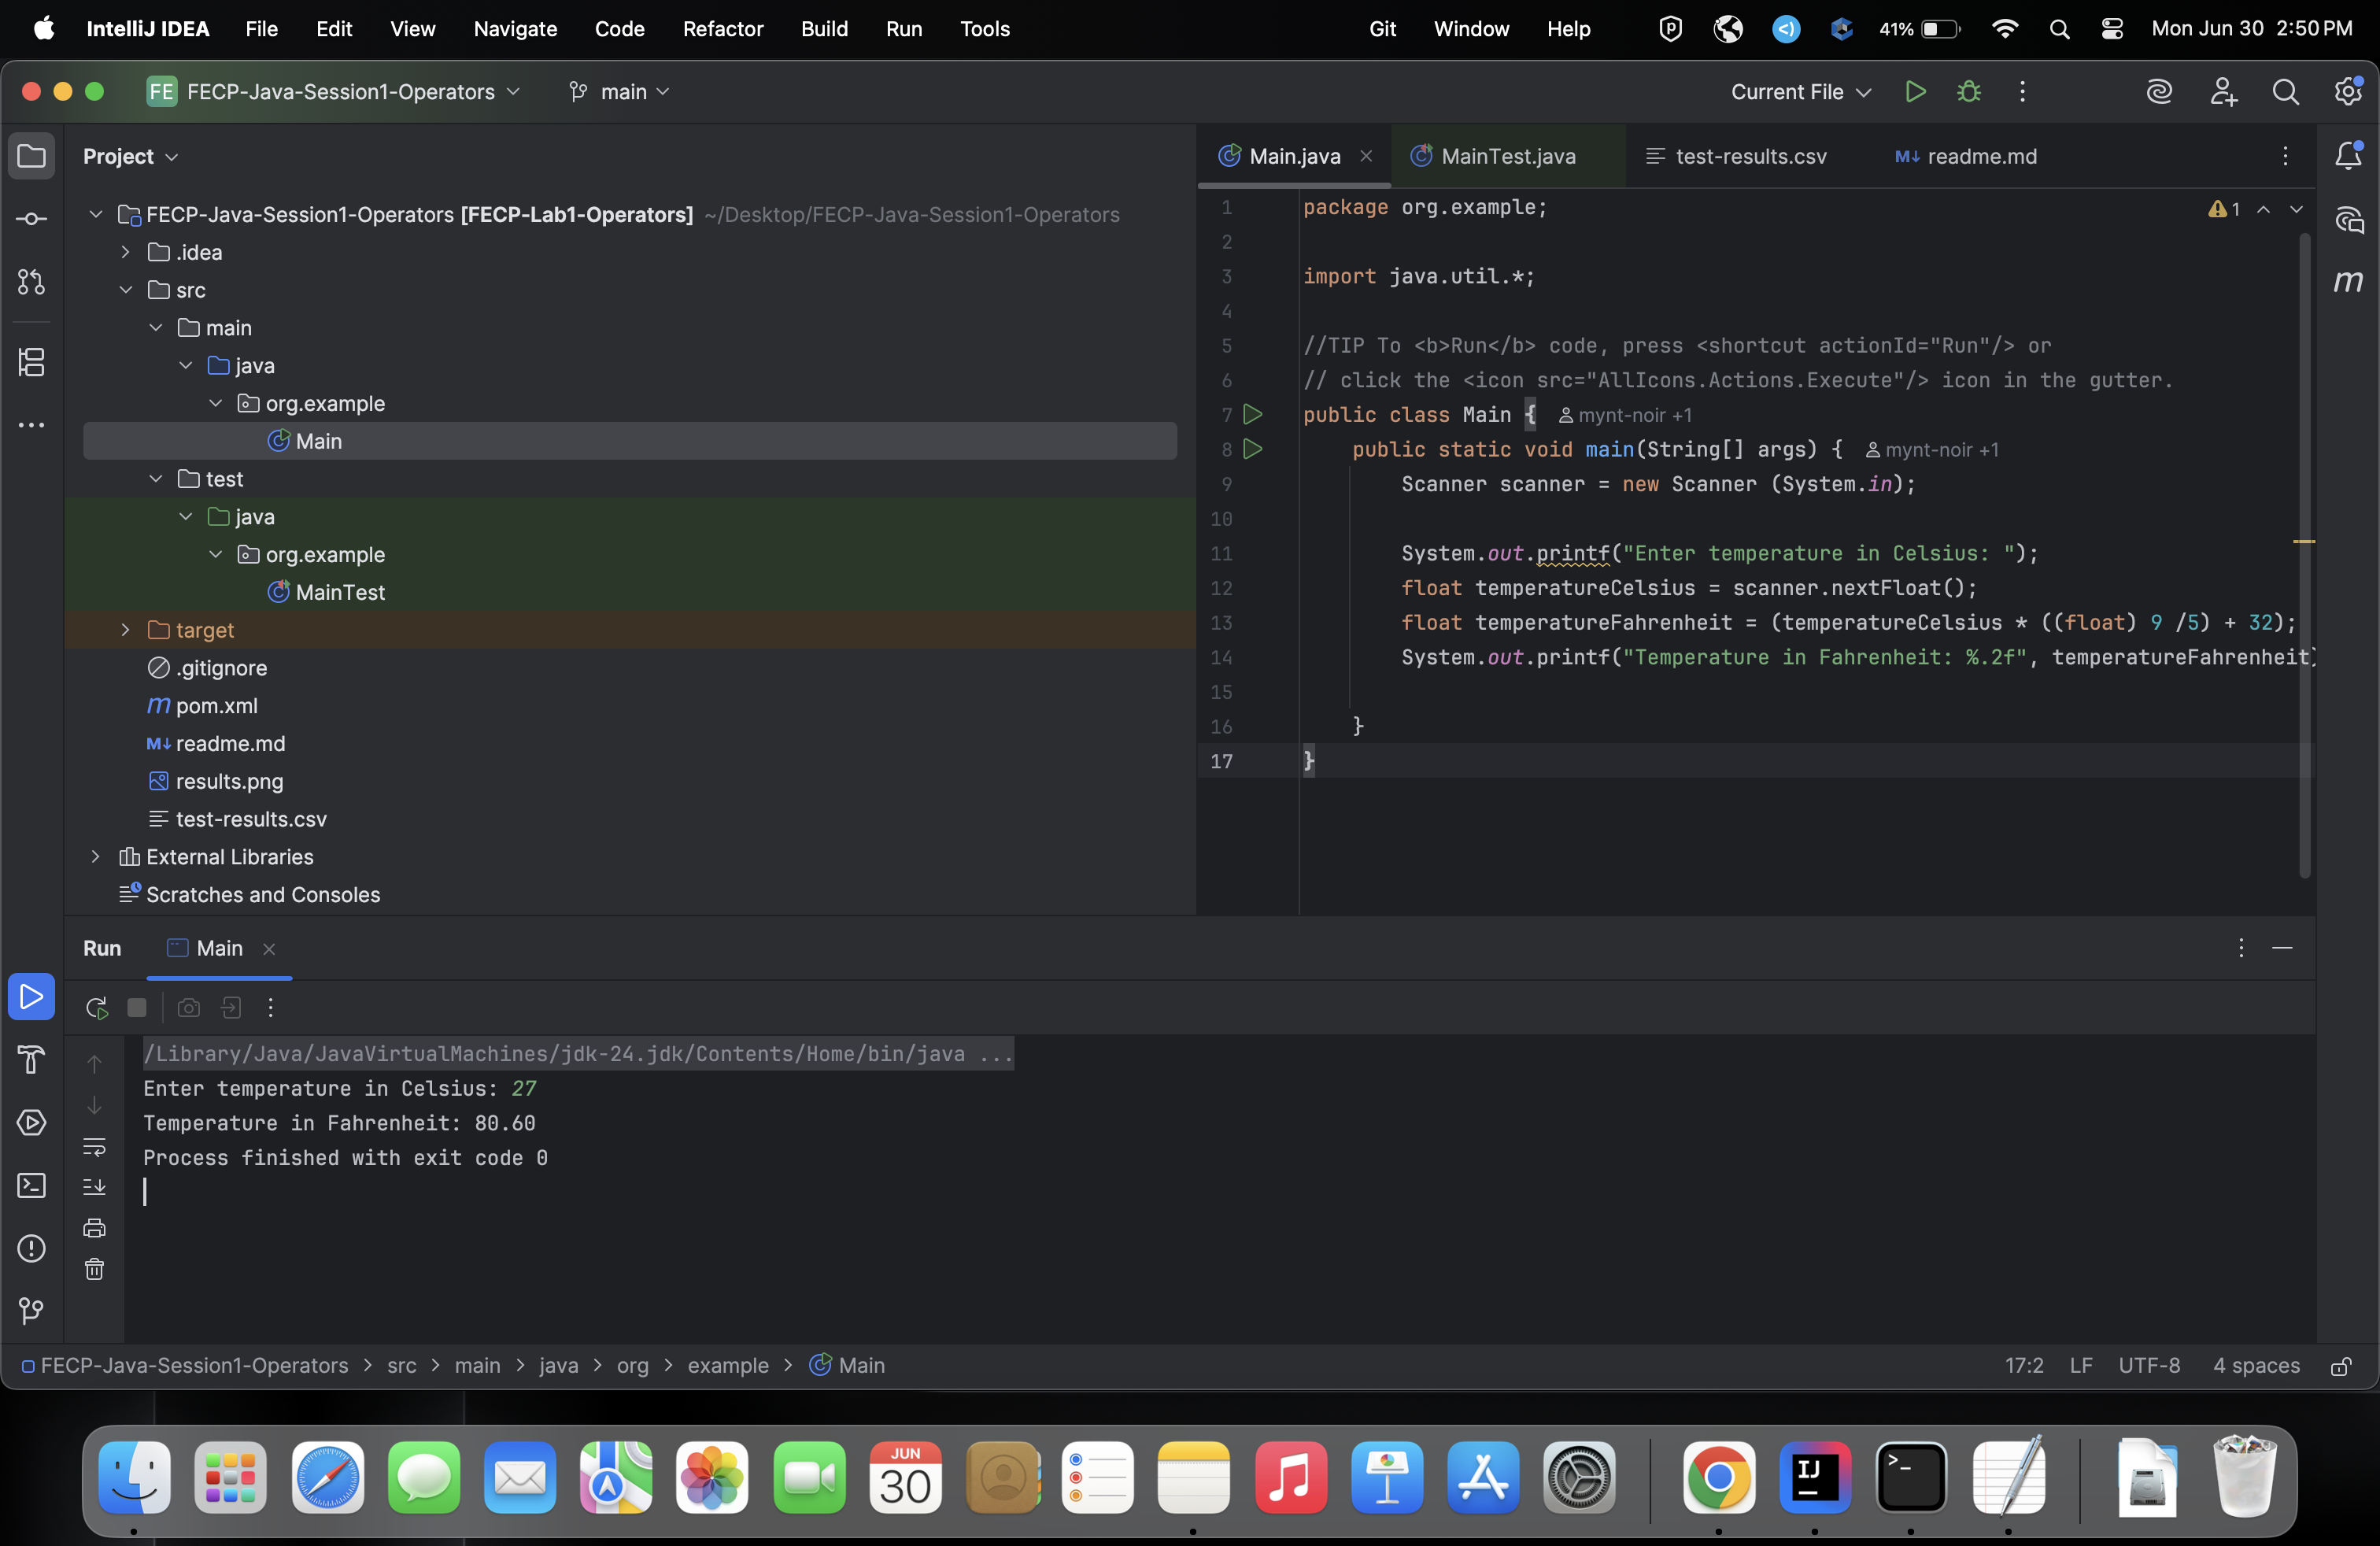 IntelliJ IDEA File Edit View Navigate Code Refactor Build Run Tools Git Window Help 41% Mon Jun 30 2:50 PM
FE FECP-Java-Session1-Operators main Current File
Project
Main.java MainTest.java test-results.csv readme.md
FECP-Java-Session1-Operators [FECP-Lab1-Operators] ~/Desktop/FECP-Java-Session1-Operators
.idea
src
main
java
org.example
Main
test
java
org.example
MainTest
target
.gitignore
pom.xml
readme.md
results.png
test-results.csv
External Libraries
Scratches and Consoles
1 package org.example;
2
3 import java.util.*;
4
5 //TIP To <b>Run</b> code, press <shortcut actionId="Run"/> or
6 // click the <icon src="AllIcons.Actions.Execute"/> icon in the gutter.
7 public class Main { mynt-noir +1
8 public static void main(String[] args) { mynt-noir +1
9 Scanner scanner = new Scanner (System.in);
10
11 System.out.printf("Enter temperature in Celsius: ");
12 float temperatureCelsius = scanner.nextFloat();
13 float temperatureFahrenheit = (temperatureCelsius * ((float) 9 /5) + 32);
14 System.out.printf("Temperature in Fahrenheit: %.2f", temperatureFahrenheit)
15
16 }
17 }
1
Run Main
/Library/Java/JavaVirtualMachines/jdk-24.jdk/Contents/Home/bin/java ...
Enter temperature in Celsius: 27
Temperature in Fahrenheit: 80.60
Process finished with exit code 0
FECP-Java-Session1-Operators > src > main > java > org > example > Main 17:2 LF UTF-8 4 spaces
JUN
30
IJ